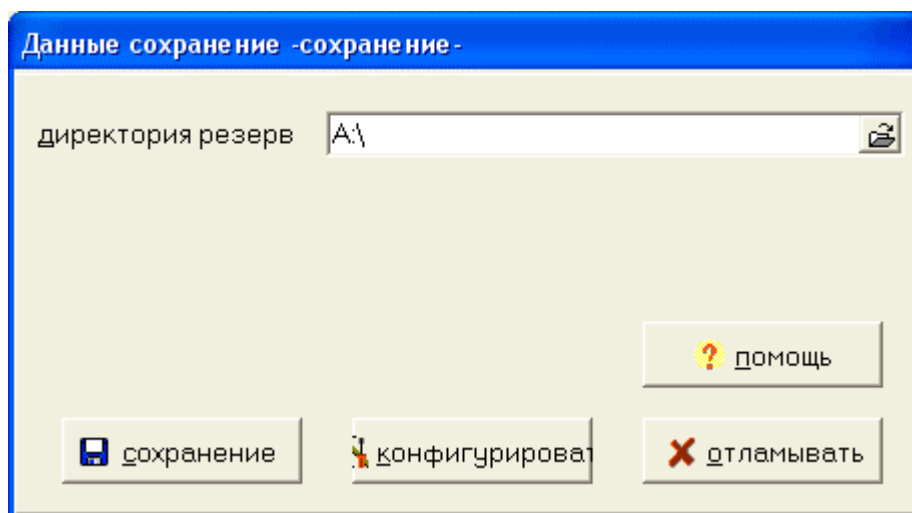 Данные сохранение -сохранение-
директория резерв A:\
помощь
сохранение конфигурироват отламывать